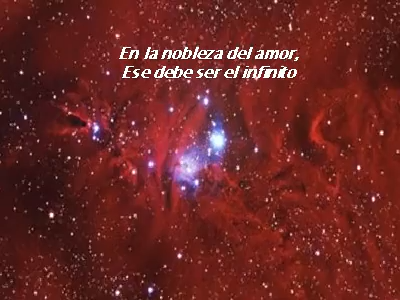 En la nobleza del amor,
Ese debe ser el infinito